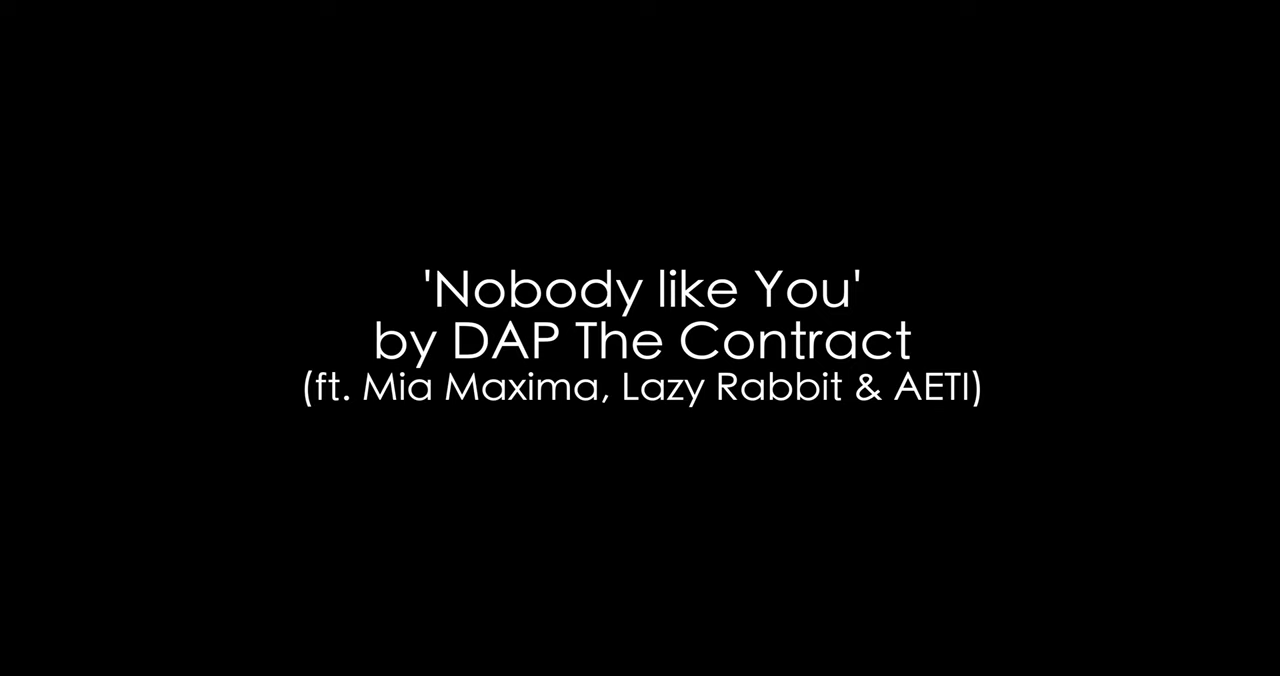 'Nobody like You'
by DAP The Contract
(ft. Mia Maxima, Lazy Rabbit & AETI)